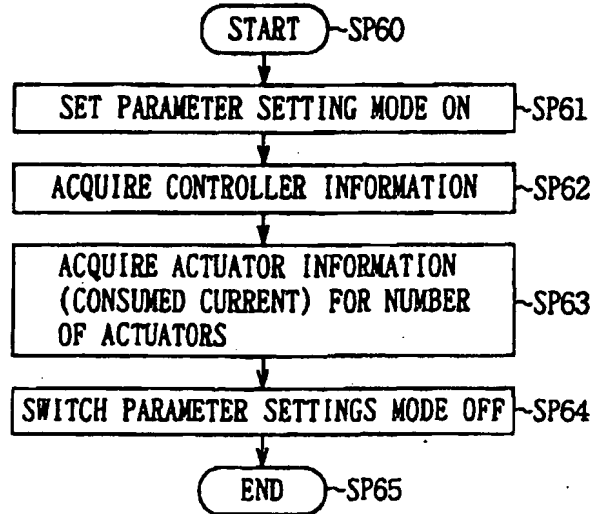 START ~SP60
SET PARAMETER SETTING MODE ON ~SP61
ACQUIRE CONTROLLER INFORMATION ~SP62
ACQUIRE ACTUATOR INFORMATION
(CONSUMED CURRENT) FOR NUMBER ~SP63
OF ACTUATORS
SWITCH PARAMETER SETTINGS MODE OFF ~SP64
END ~SP65